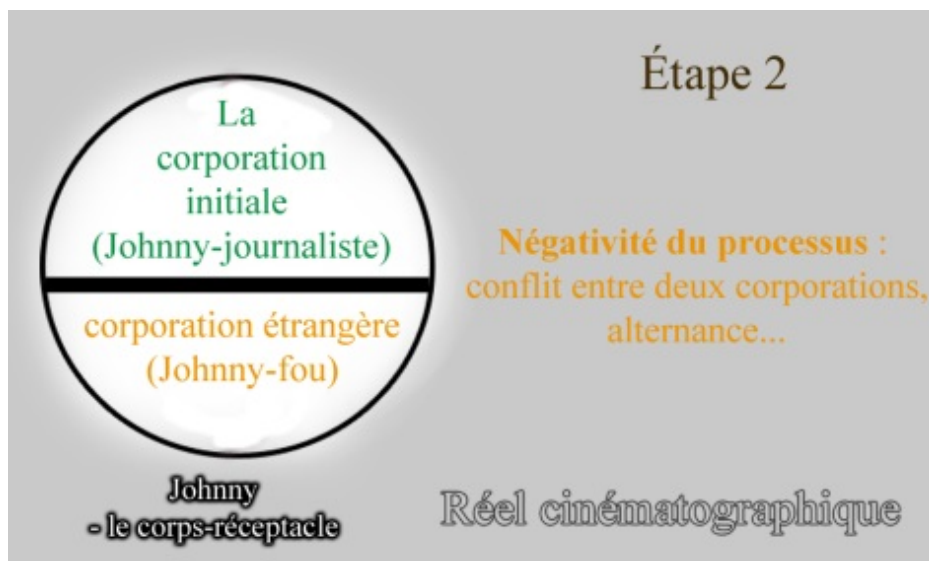 Étape 2
La
corporation
initiale
(Johnny-journaliste)
corporation étrangère
(Johnny-fou)
Négativité du processus :
conflit entre deux corporations,
alternance...
Johnny
- le corps-réceptacle
Réel cinématographique